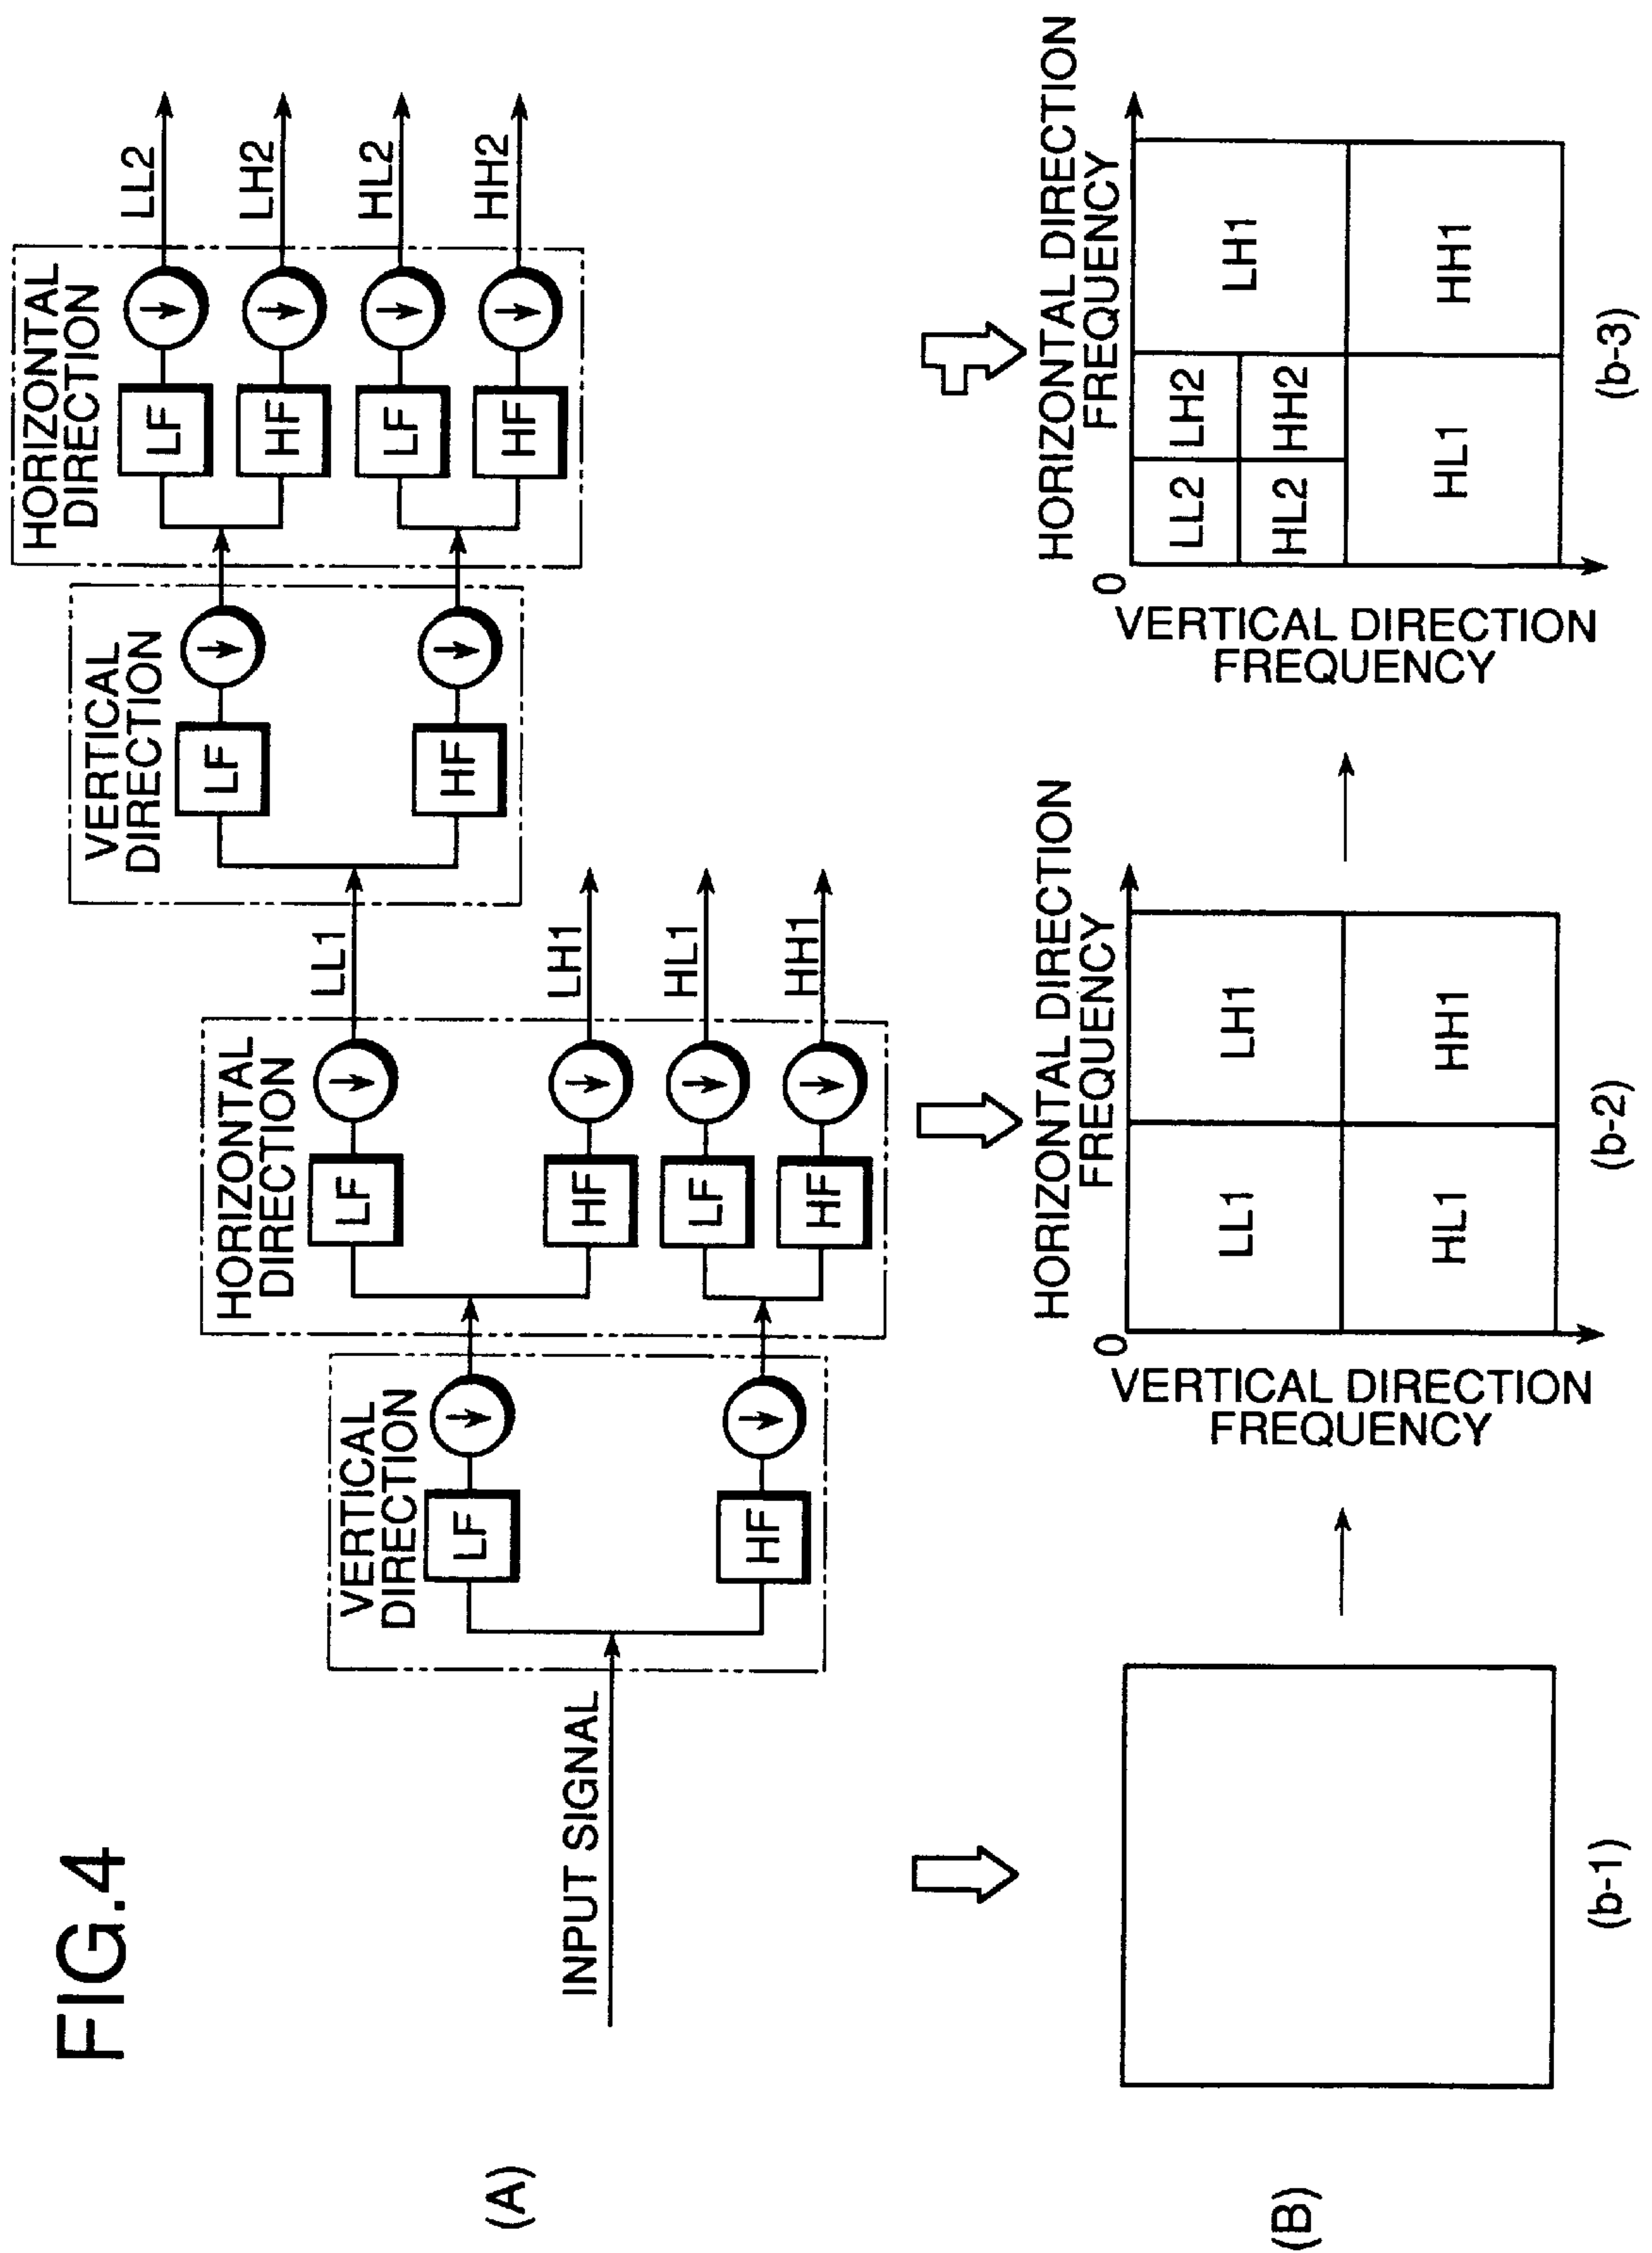 FIG.4
(A)
INPUT SIGNAL
VERTICAL
DIRECTION
LF
HF
HORIZONTAL
DIRECTION
LF
HF
LF
HF
LL1
LH1
HL1
HH1
VERTICAL
DIRECTION
LF
HF
HORIZONTAL
DIRECTION
LF
HF
LF
HF
LL2
LH2
HL2
HH2
(B)
(b-1)
HORIZONTAL DIRECTION
FREQUENCY
0
VERTICAL DIRECTION
FREQUENCY
LL1
LH1
HL1
HH1
(b-2)
HORIZONTAL DIRECTION
FREQUENCY
0
VERTICAL DIRECTION
FREQUENCY
LL2
LH2
LH1
HL2
HH2
HL1
HH1
(b-3)